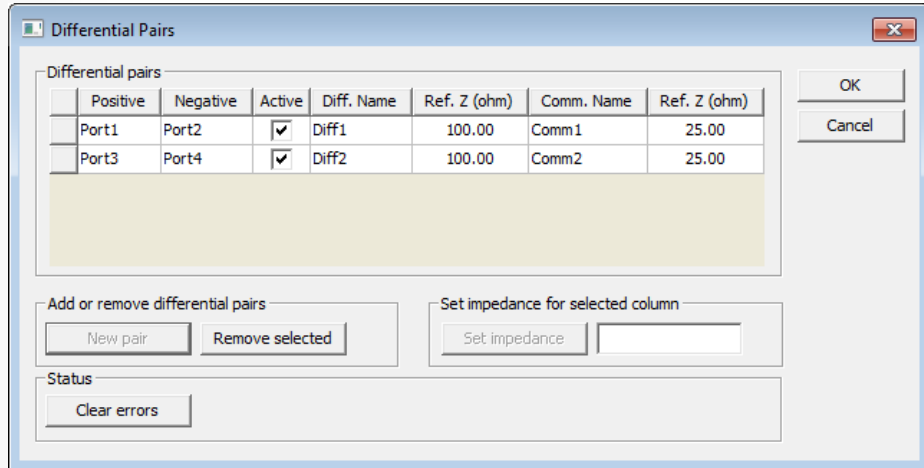 Differential Pairs
Differential pairs
Positive Negative Active Diff. Name Ref. Z (ohm) Comm. Name Ref. Z (ohm)
Port1 Port2 Diff1 100.00 Comm1 25.00
Port3 Port4 Diff2 100.00 Comm2 25.00
OK
Cancel
Add or remove differential pairs
New pair Remove selected
Set impedance for selected column
Set impedance
Status
Clear errors